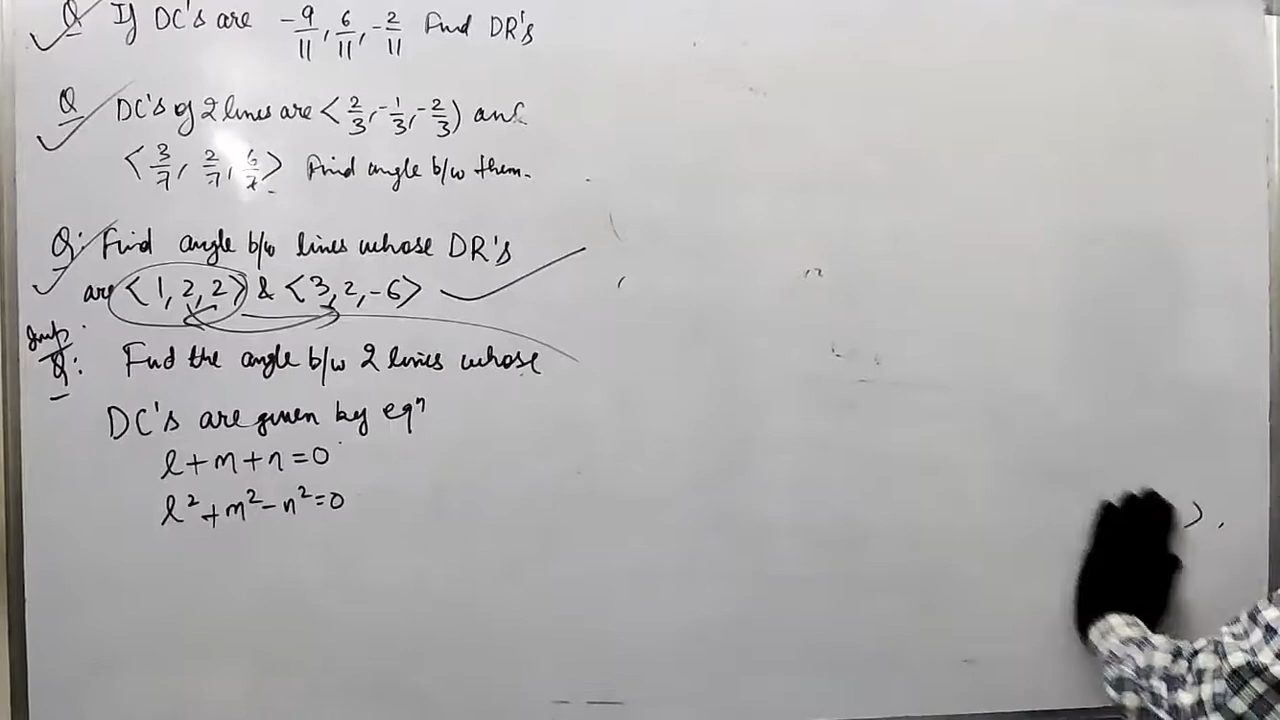 Q If DC's are -9/11, 6/11, -2/11 Find DR's
Q DC's of 2 lines are < 2/3, -1/3, -2/3 ) and
< 3/7, 2/7, 6/7 > Find angle b/w them.
Q: Find angle b/w lines whose DR's
are < 1, 2, 2 > & < 3, 2, -6 >
Imp
Q: Find the angle b/w 2 lines whose
DC's are given by eqn
l+m+n=0
l²+m²-n²=0